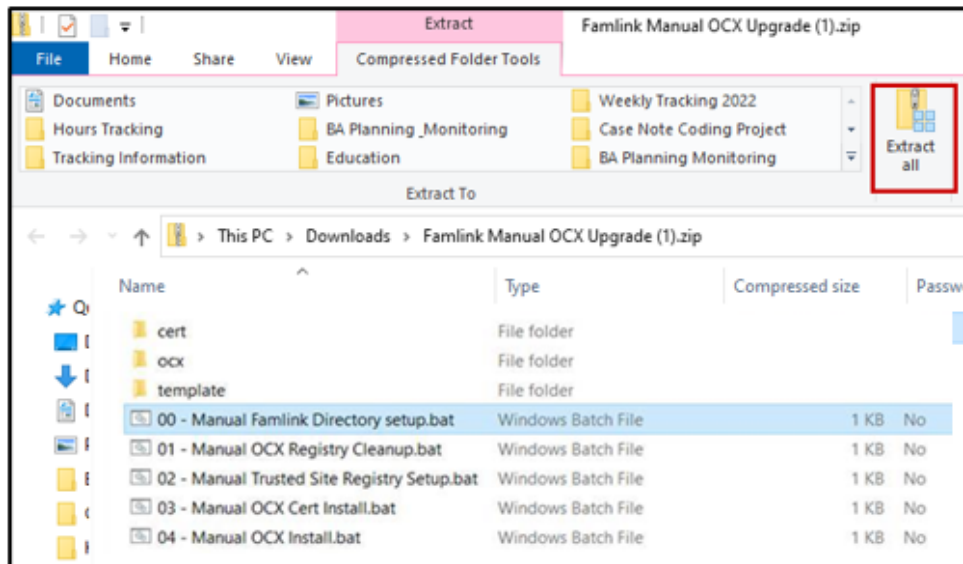 Extract
Famlink Manual OCX Upgrade (1).zip
File Home Share View Compressed Folder Tools
Documents Pictures Weekly Tracking 2022
Hours Tracking BA Planning _Monitoring Case Note Coding Project
Tracking Information Education BA Planning Monitoring
Extract all
Extract To
This PC > Downloads > Famlink Manual OCX Upgrade (1).zip
Name Type Compressed size Passw
Qu
cert File folder
ocx File folder
template File folder
00 - Manual Famlink Directory setup.bat Windows Batch File 1 KB No
01 - Manual OCX Registry Cleanup.bat Windows Batch File 1 KB No
02 - Manual Trusted Site Registry Setup.bat Windows Batch File 1 KB No
03 - Manual OCX Cert Install.bat Windows Batch File 1 KB No
04 - Manual OCX Install.bat Windows Batch File 1 KB No